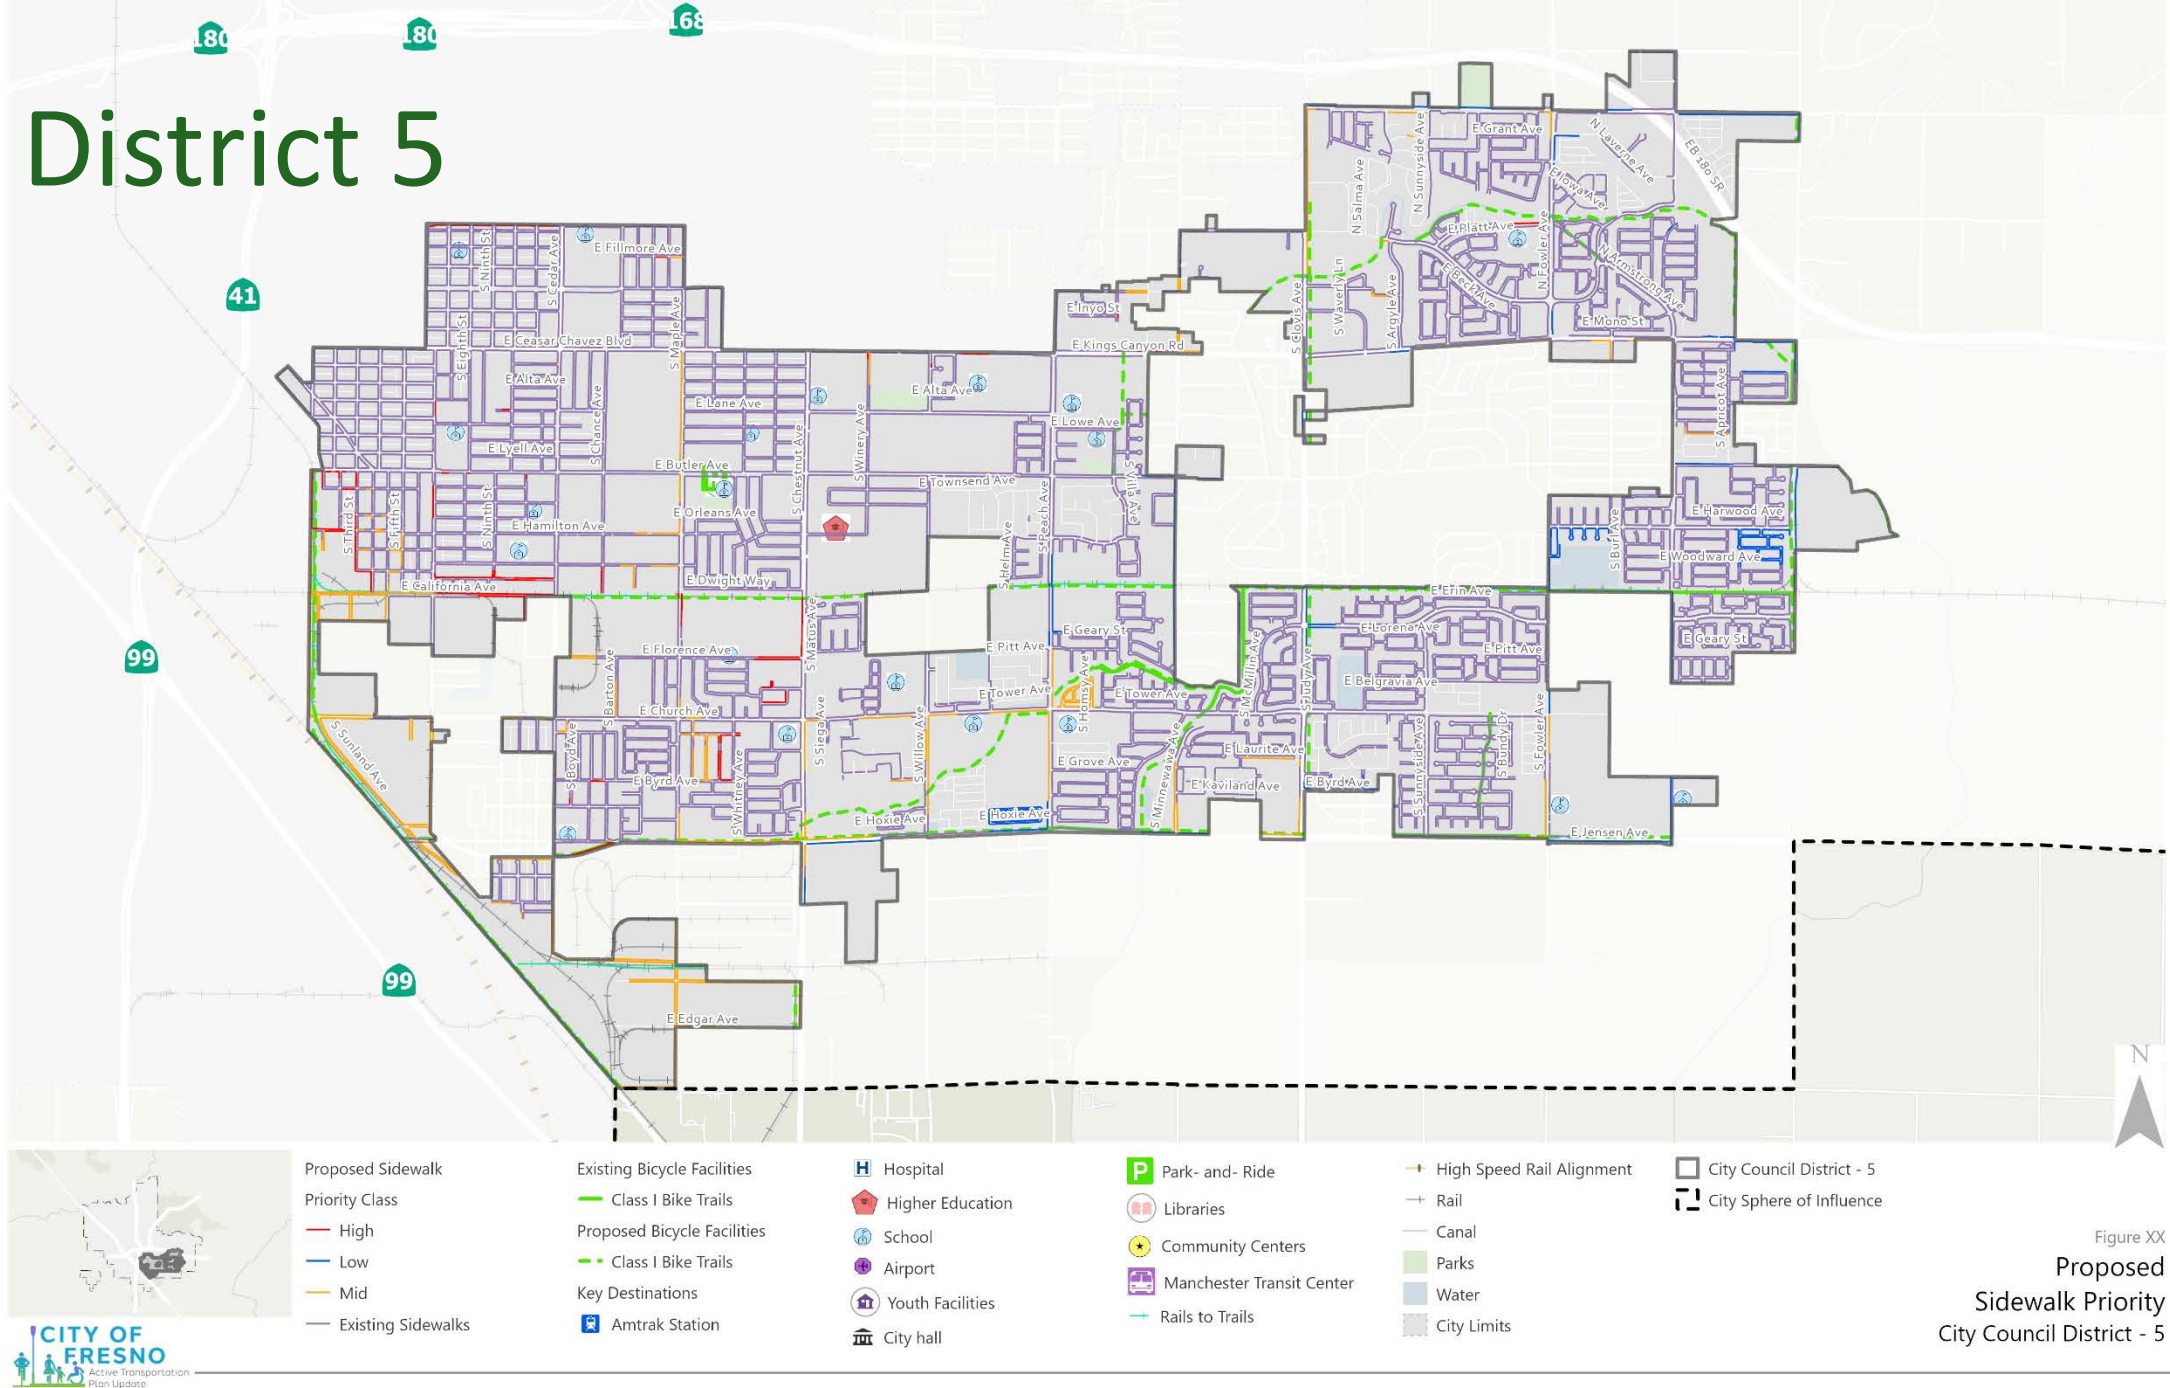 180
180
168
District 5
41
99
99
E Grant Ave
N Laverne Ave
EB 180 SR
N Sunnyside Ave
N Salma Ave
E Iowa Ave
E Platt Ave
N Fowler Ave
N Armstrong Ave
E Beck Ave
E Mono St
S Waverly Ln
S Argyle Ave
S Clovis Ave
E Fillmore Ave
S Ninth St
S Cedar Ave
S Maple Ave
S Eighth St
E Ceasar Chavez Blvd
E Inyo St
E Kings Canyon Rd
E Alta Ave
E Alta Ave
S Chance Ave
E Lane Ave
S Winery Ave
E Lowe Ave
S Apricot Ave
E Lyell Ave
S Chestnut Ave
E Butler Ave
E Townsend Ave
S Villa Ave
S Peach Ave
S Third St
S Fifth St
S Ninth St
E Hamilton Ave
E Orleans Ave
S Helm Ave
E Harwood Ave
S Burl Ave
E Woodward Ave
E California Ave
E Dwight Way
E Erin Ave
S Matus Ave
E Geary St
E Lorena Ave
E Geary St
E Florence Ave
E Pitt Ave
E Pitt Ave
S Barton Ave
S McMillin Ave
S Judy Ave
E Belgravia Ave
E Tower Ave
S Homsy Ave
E Tower Ave
E Church Ave
S Siega Ave
S Willow Ave
S Fowler Ave
S Bundy Dr
S Sunnyside Ave
S Sunland Ave
S Boyd Ave
S Whitney Ave
E Laurite Ave
E Grove Ave
S Minnewawa Ave
E Byrd Ave
E Kaviland Ave
E Byrd Ave
E Hoxie Ave
E Hoxie Ave
E Jensen Ave
E Edgar Ave
N
Proposed Sidewalk
Priority Class
High
Low
Mid
Existing Sidewalks
Existing Bicycle Facilities
Class I Bike Trails
Proposed Bicycle Facilities
Class I Bike Trails
Key Destinations
Amtrak Station
H Hospital
Higher Education
School
Airport
Youth Facilities
City hall
P Park- and- Ride
Libraries
Community Centers
Manchester Transit Center
Rails to Trails
High Speed Rail Alignment
Rail
Canal
Parks
Water
City Limits
City Council District - 5
City Sphere of Influence
Figure XX
Proposed
Sidewalk Priority
City Council District - 5
CITY OF
FRESNO
Active Transportation
Plan Update